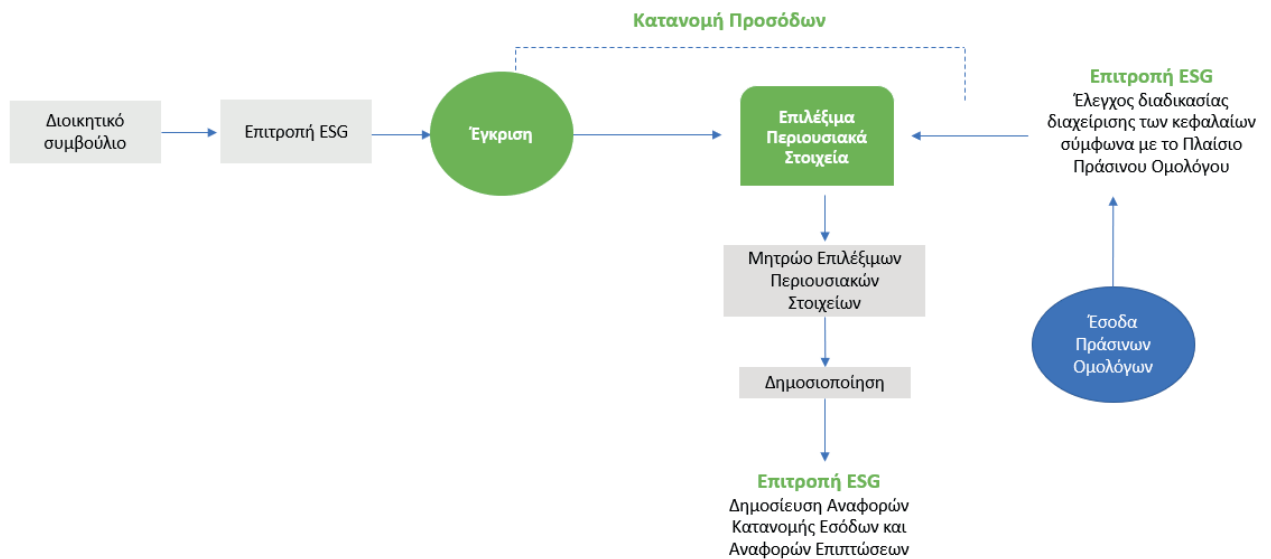 Κατανομή Προσόδων
Διοικητικό
συμβούλιο
Επιτροπή ESG
Έγκριση
Επιλέξιμα
Περιουσιακά
Στοιχεία
Επιτροπή ESG
Έλεγχος διαδικασίας
διαχείρισης των κεφαλαίων
σύμφωνα με το Πλαίσιο
Πράσινου Ομολόγου
Μητρώο Επιλέξιμων
Περιουσιακών
Στοιχείων
Έσοδα
Πράσινων
Ομολόγων
Δημοσιοποίηση
Επιτροπή ESG
Δημοσίευση Αναφορών
Κατανομής Εσόδων και
Αναφορών Επιπτώσεων